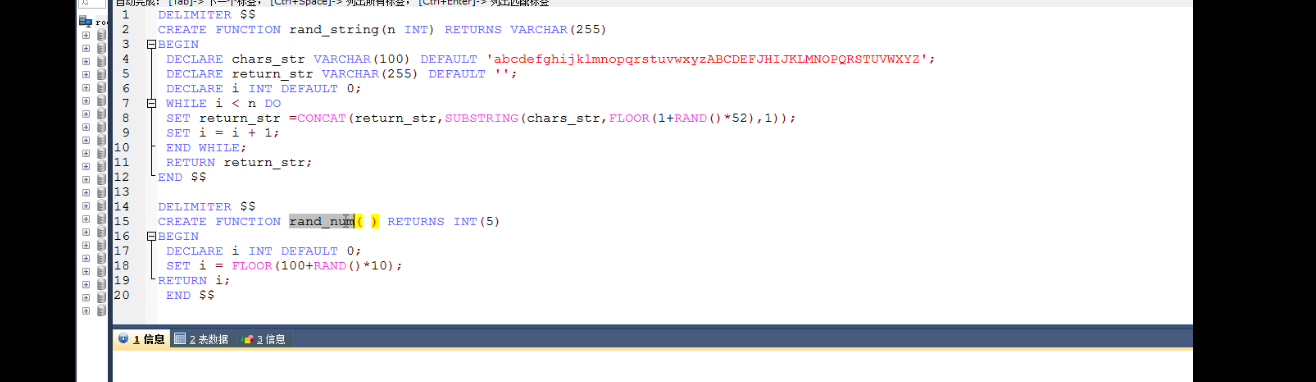 自动完成: [Tab]-> 下一个标签, [Ctrl+Space]-> 列出所有标签, [Ctrl+Enter]-> 列出匹配标签
1 DELIMITER $$
2 CREATE FUNCTION rand_string(n INT) RETURNS VARCHAR(255)
3 BEGIN
4 DECLARE chars_str VARCHAR(100) DEFAULT 'abcdefghijklmnopqrstuvwxyzABCDEFJHIJKLMNOPQRSTUVWXYZ';
5 DECLARE return_str VARCHAR(255) DEFAULT '';
6 DECLARE i INT DEFAULT 0;
7 WHILE i < n DO
8 SET return_str =CONCAT(return_str,SUBSTRING(chars_str,FLOOR(1+RAND()*52),1));
9 SET i = i + 1;
10 END WHILE;
11 RETURN return_str;
12 END $$
13
14 DELIMITER $$
15 CREATE FUNCTION rand_num( ) RETURNS INT(5)
16 BEGIN
17 DECLARE i INT DEFAULT 0;
18 SET i = FLOOR(100+RAND()*10);
19 RETURN i;
20 END $$
1 信息 2 表数据 3 信息